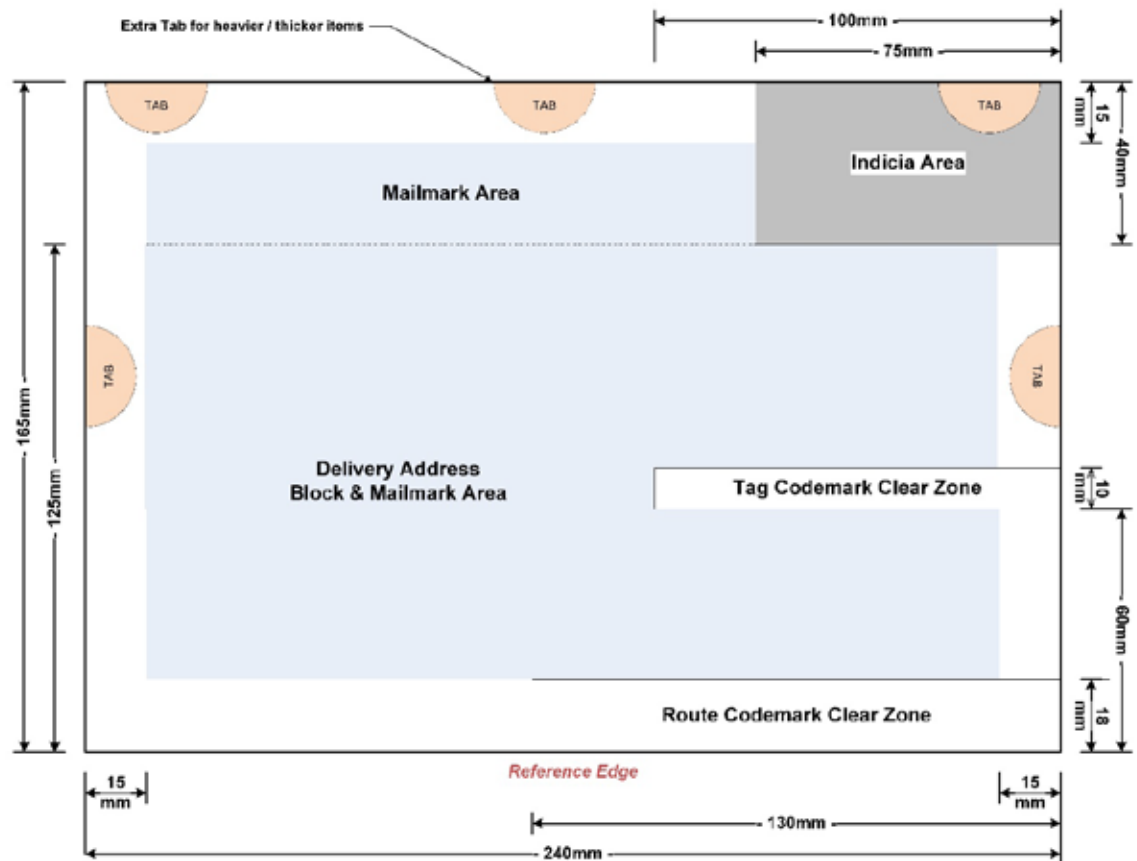 Extra Tab for heavier / thicker items
- 100mm -
- 75mm -
TAB
TAB
TAB
15
mm
- 40mm -
Indicia Area
Mailmark Area
- 165mm -
- 125mm -
TAB
TAB
Delivery Address
Block & Mailmark Area
Tag Codemark Clear Zone
10
mm
- 60mm -
Route Codemark Clear Zone
18
mm
Reference Edge
15
mm
15
mm
- 130mm -
- 240mm -